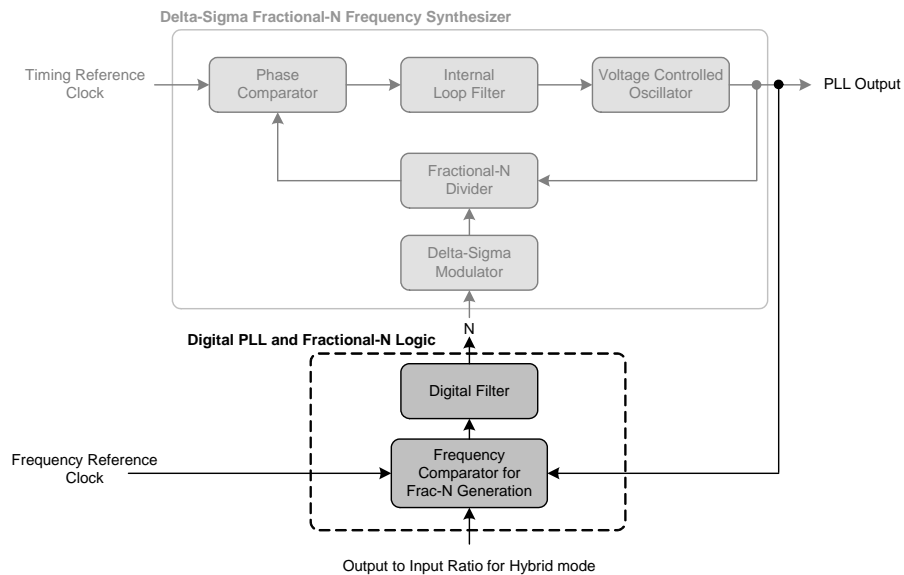 Delta-Sigma Fractional-N Frequency Synthesizer
Timing Reference
Clock
Phase
Comparator
Internal
Loop Filter
Voltage Controlled
Oscillator
PLL Output
Fractional-N
Divider
Delta-Sigma
Modulator
N
Digital PLL and Fractional-N Logic
Digital Filter
Frequency Reference
Clock
Frequency
Comparator for
Frac-N Generation
Output to Input Ratio for Hybrid mode